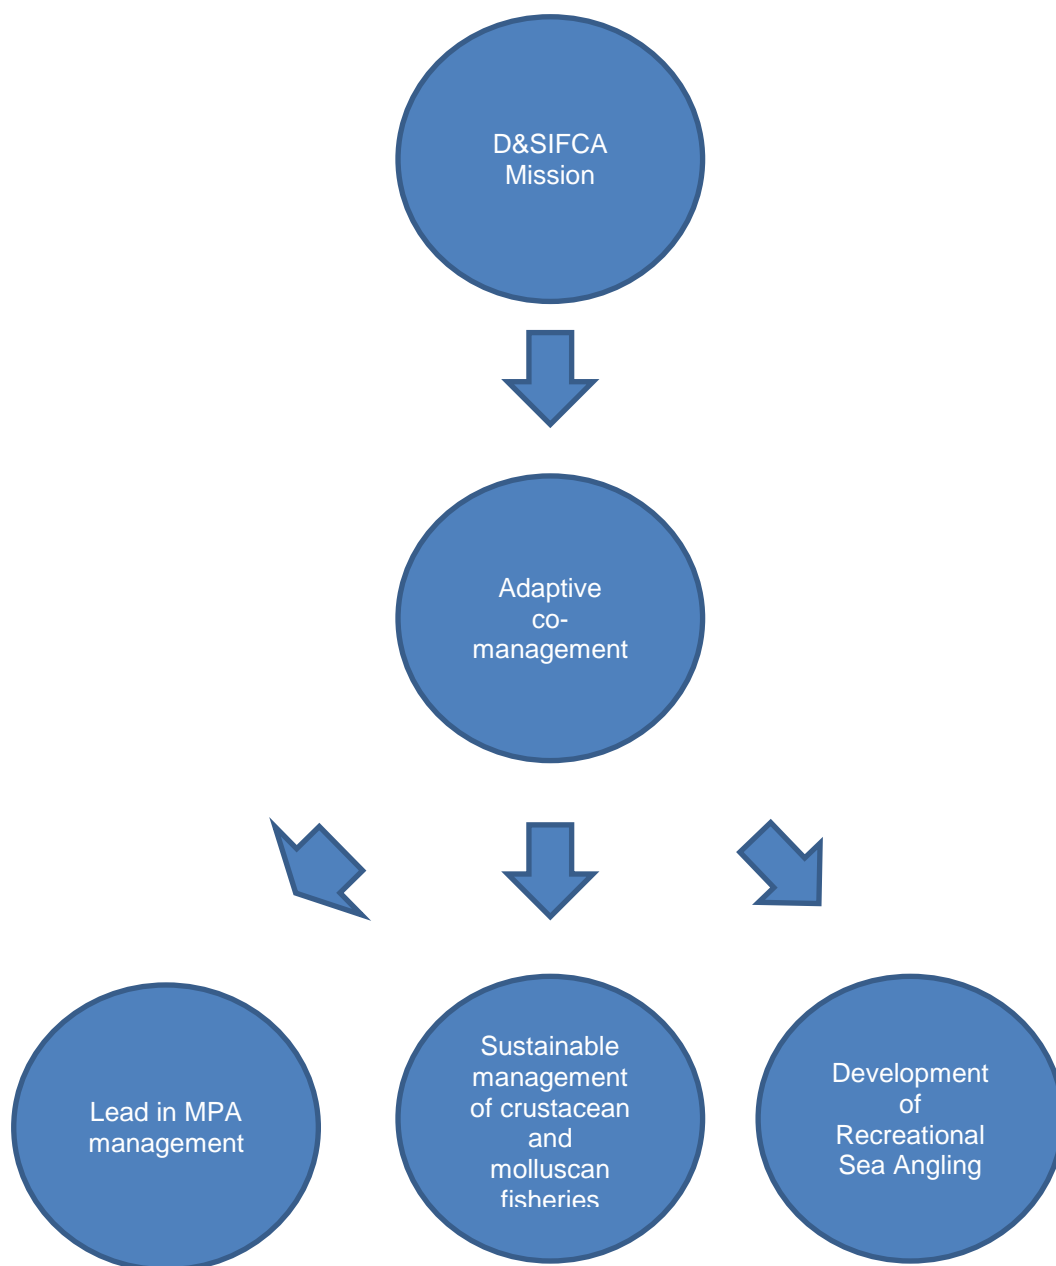 D&SIFCA
Mission
Adaptive
co-
management
Lead in MPA
management
Sustainable
management
of crustacean
and
molluscan
fisheries
Development
of
Recreational
Sea Angling